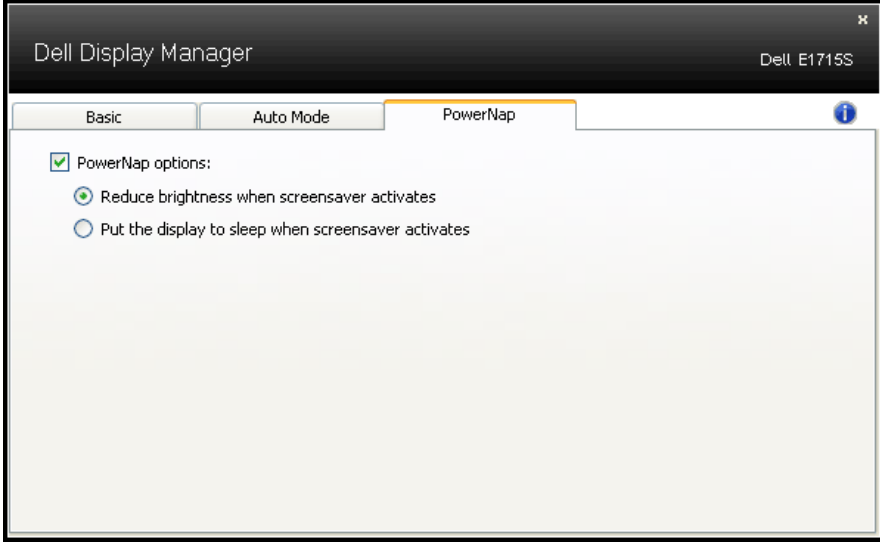 Dell Display Manager
Dell E1715S
Basic
Auto Mode
PowerNap
PowerNap options:
Reduce brightness when screensaver activates
Put the display to sleep when screensaver activates